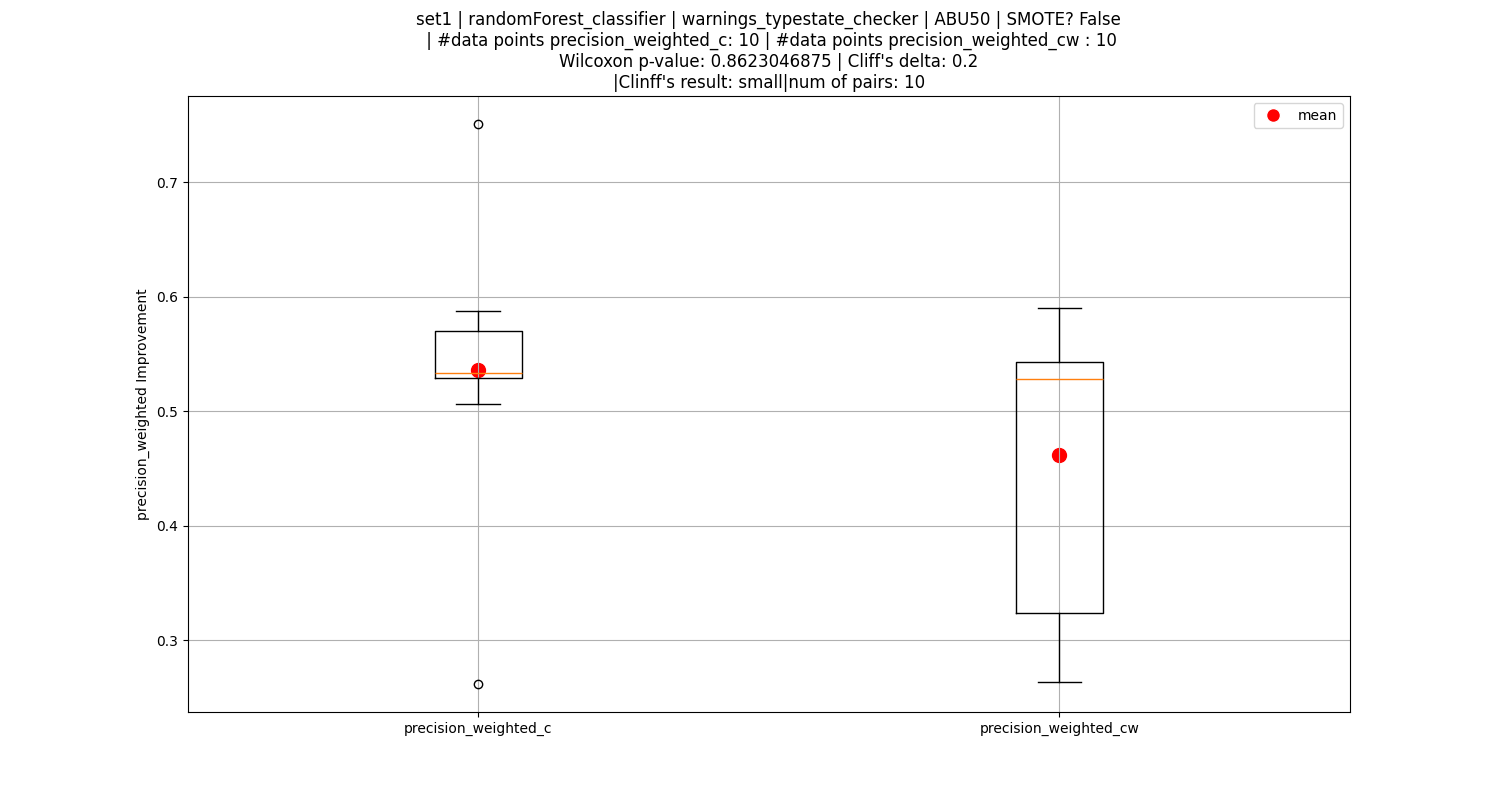 set1 | randomForest_classifier | warnings_typestate_checker | ABU50 | SMOTE? False
| #data points precision_weighted_c: 10 | #data points precision_weighted_cw : 10
Wilcoxon p-value: 0.8623046875 | Cliff's delta: 0.2
|Clinff's result: small|num of pairs: 10
mean
0.7
0.6
0.5
0.4
0.3
precision_weighted Improvement
precision_weighted_c
precision_weighted_cw